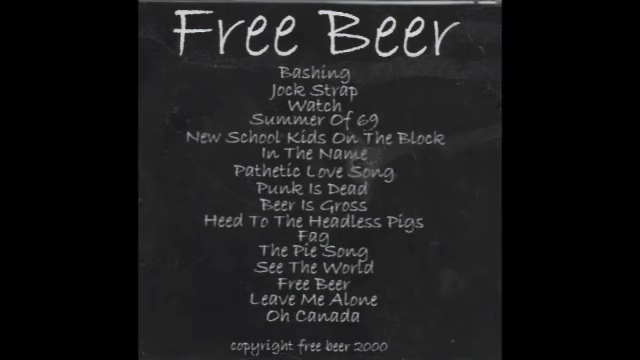 Free Beer
Bashing
Jock Strap
Watch
Summer Of 69
New School Kids On The Block
In The Name
Pathetic Love Song
Punk Is Dead
Beer Is Gross
Heed To The Headless Pigs
Fag
The Pie Song
See The World
Free Beer
Leave Me Alone
Oh Canada
copyright free beer 2000